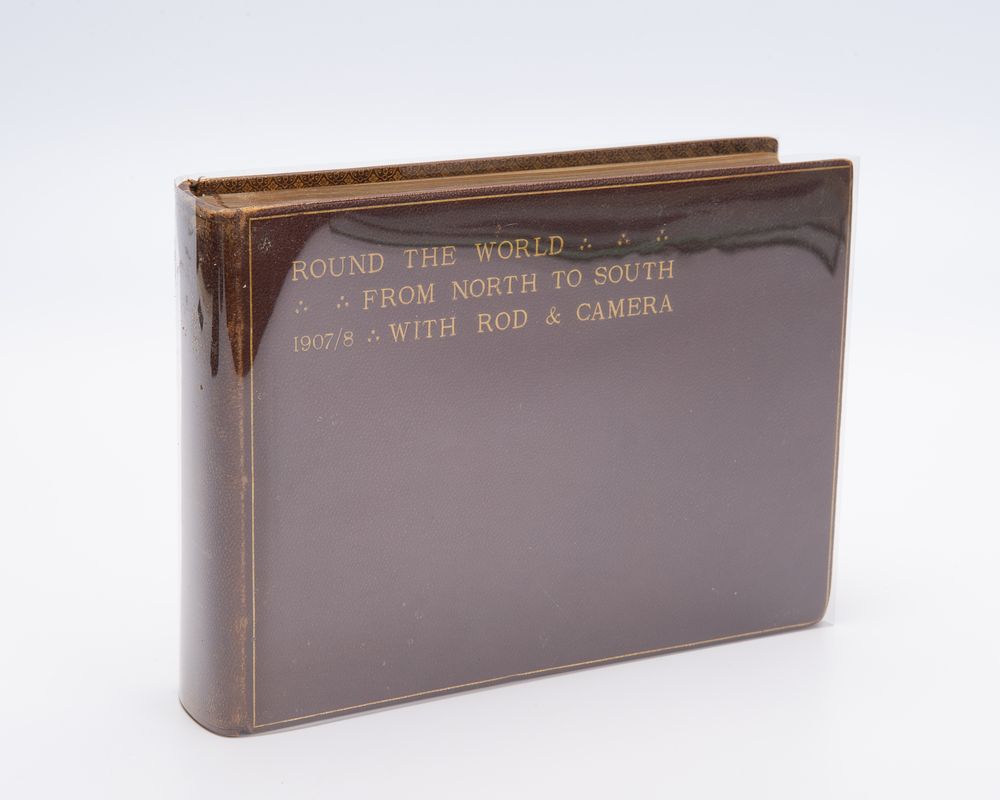 ROUND THE WORLD ∴ ∴ ∴
∴ ∴ FROM NORTH TO SOUTH
1907/8 ∴ WITH ROD & CAMERA